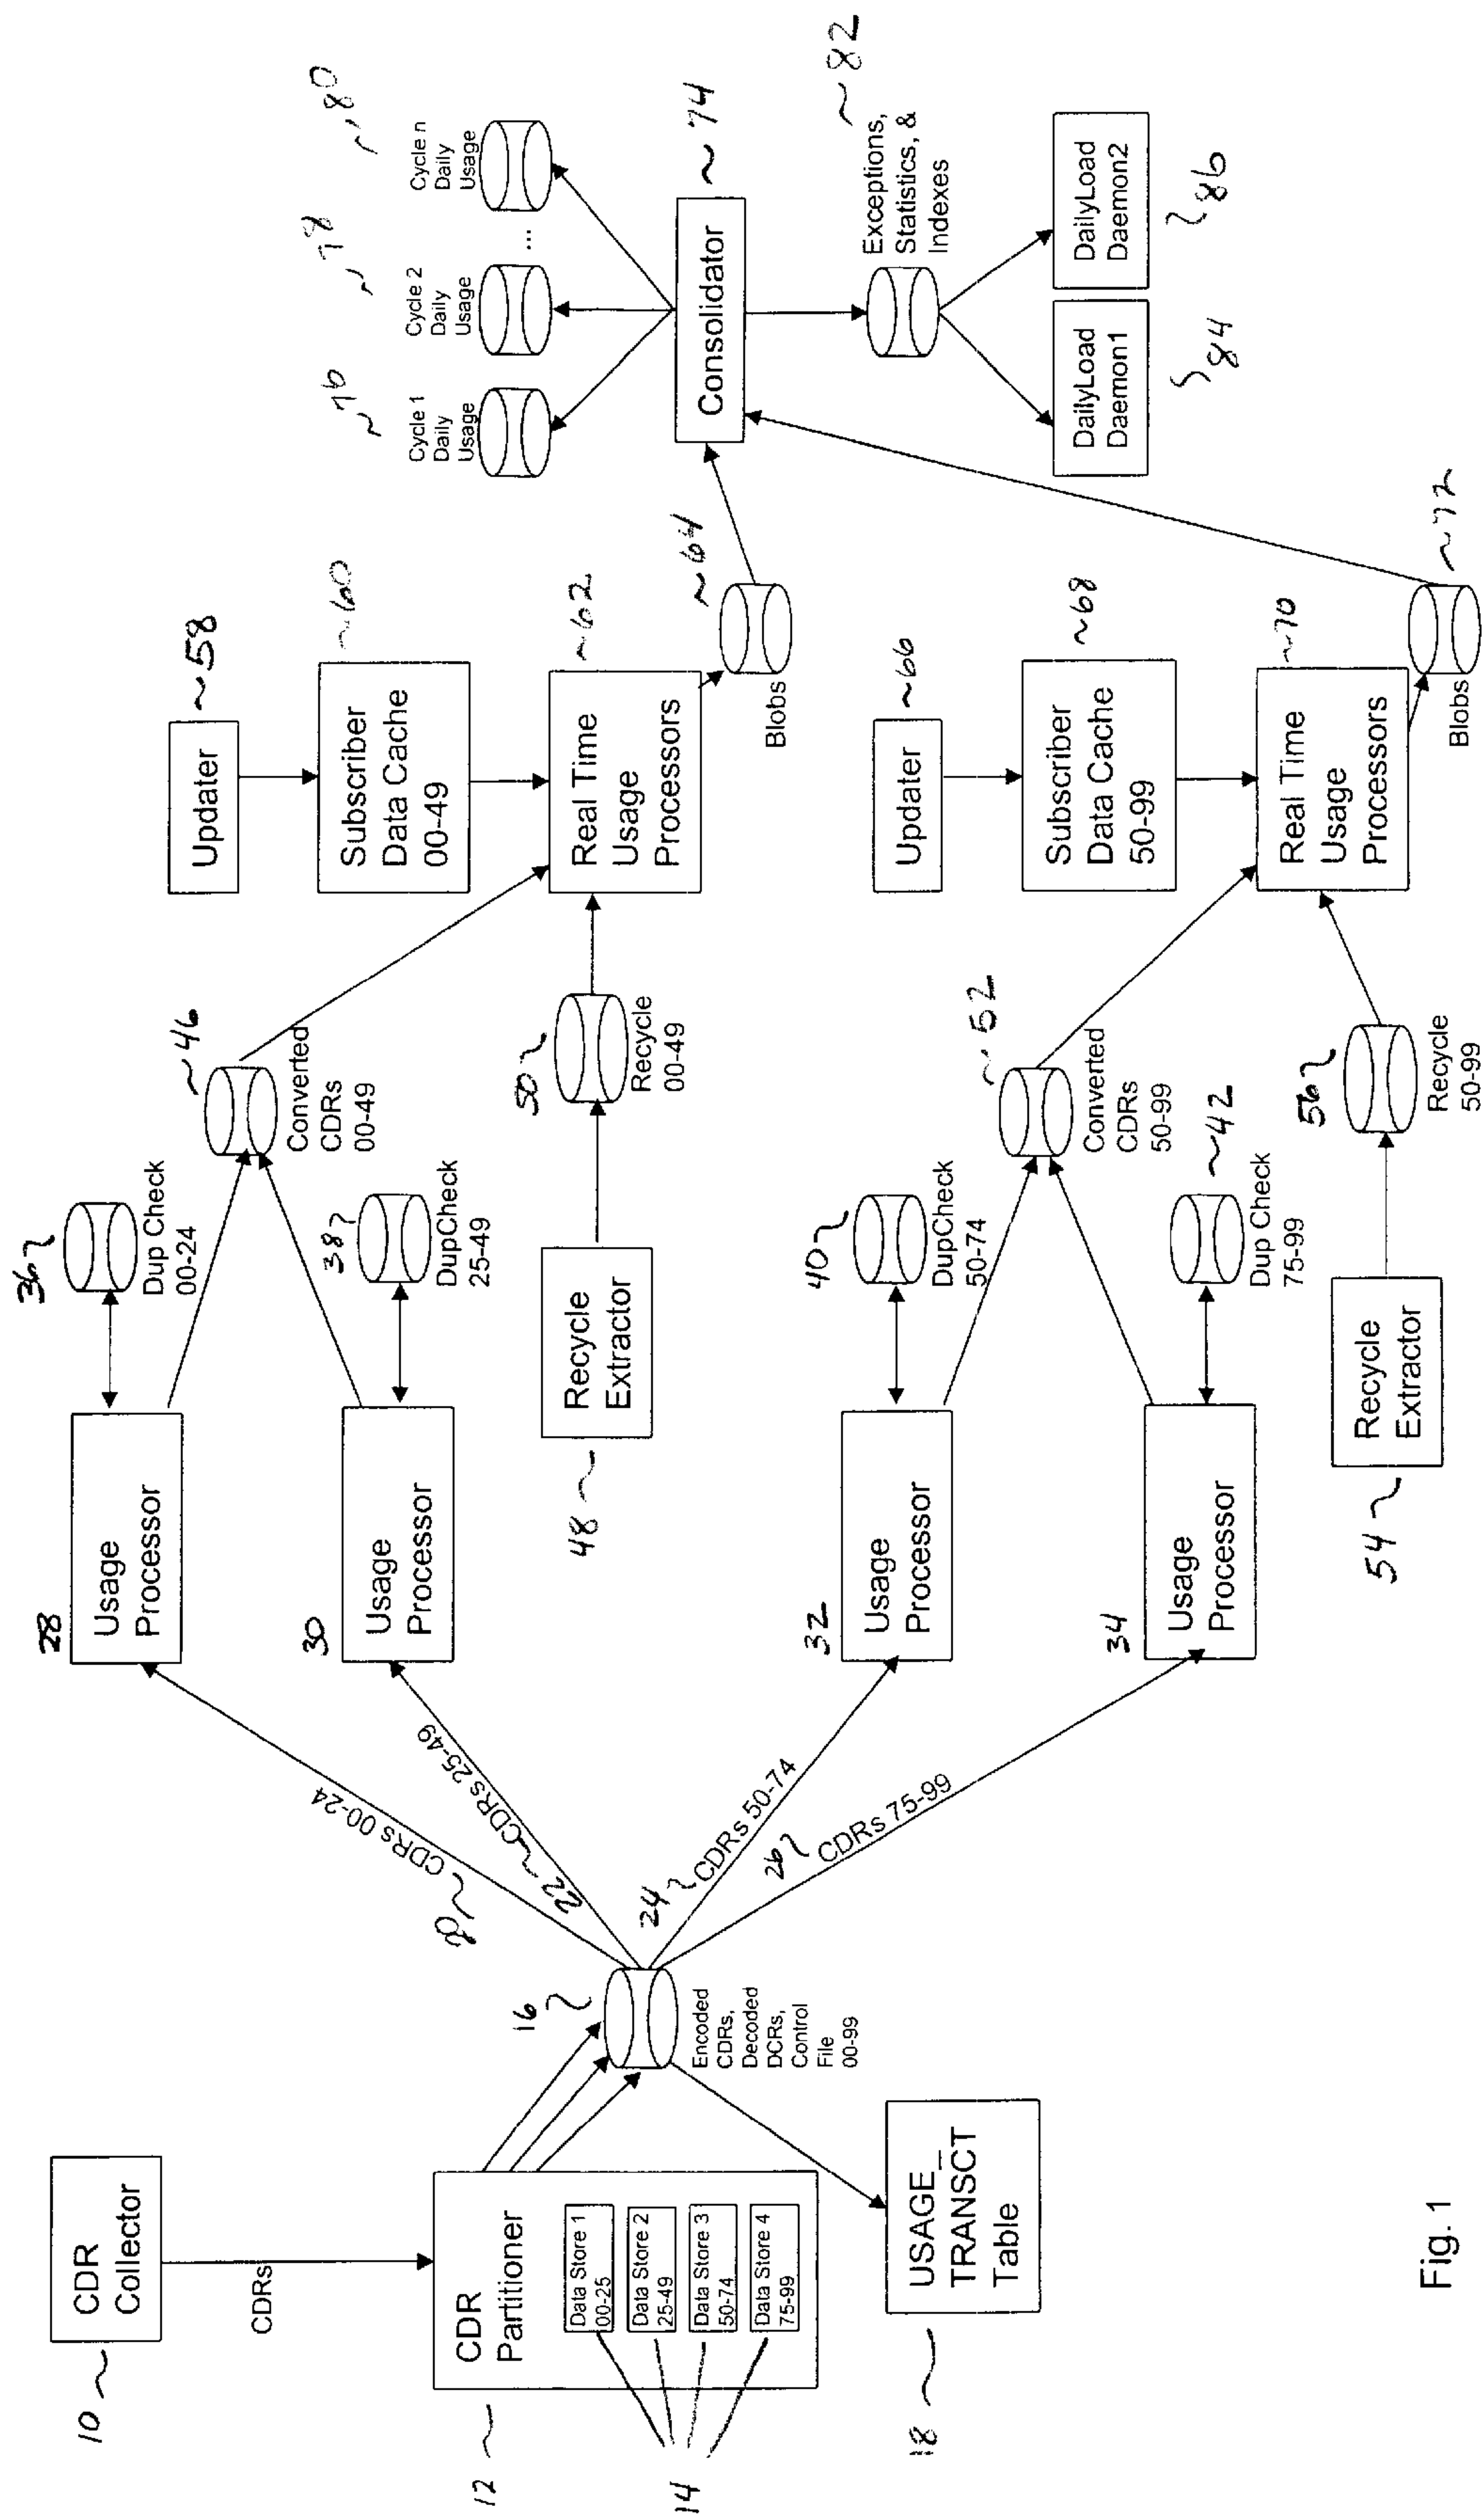 10
CDR
Collector
CDRs
12
CDR
Partitioner
Data Store 1
00-25
Data Store 2
25-49
Data Store 3
50-74
Data Store 4
75-99
14
18
USAGE_
TRANSCT
Table
16
Encoded
CDRs,
Decoded
DCRs,
Control
File
00-99
20
CDRs 00-24
22
CDRs 25-49
24
CDRs 50-74
26
CDRs 75-99
28
Usage
Processor
30
Usage
Processor
32
Usage
Processor
34
Usage
Processor
36
Dup Check
00-24
38
DupCheck
25-49
40
DupCheck
50-74
42
Dup Check
75-99
48
Recycle
Extractor
54
Recycle
Extractor
46
Converted
CDRs
00-49
50
Recycle
00-49
52
Converted
CDRs
50-99
56
Recycle
50-99
58
Updater
60
Subscriber
Data Cache
00-49
62
Real Time
Usage
Processors
64
Blobs
66
Updater
68
Subscriber
Data Cache
50-99
70
Real Time
Usage
Processors
72
Blobs
76
Cycle 1
Daily
Usage
78
Cycle 2
Daily
Usage
...
80
Cycle n
Daily
Usage
74
Consolidator
82
Exceptions,
Statistics, &
Indexes
84
DailyLoad
Daemon1
86
DailyLoad
Daemon2
Fig.1